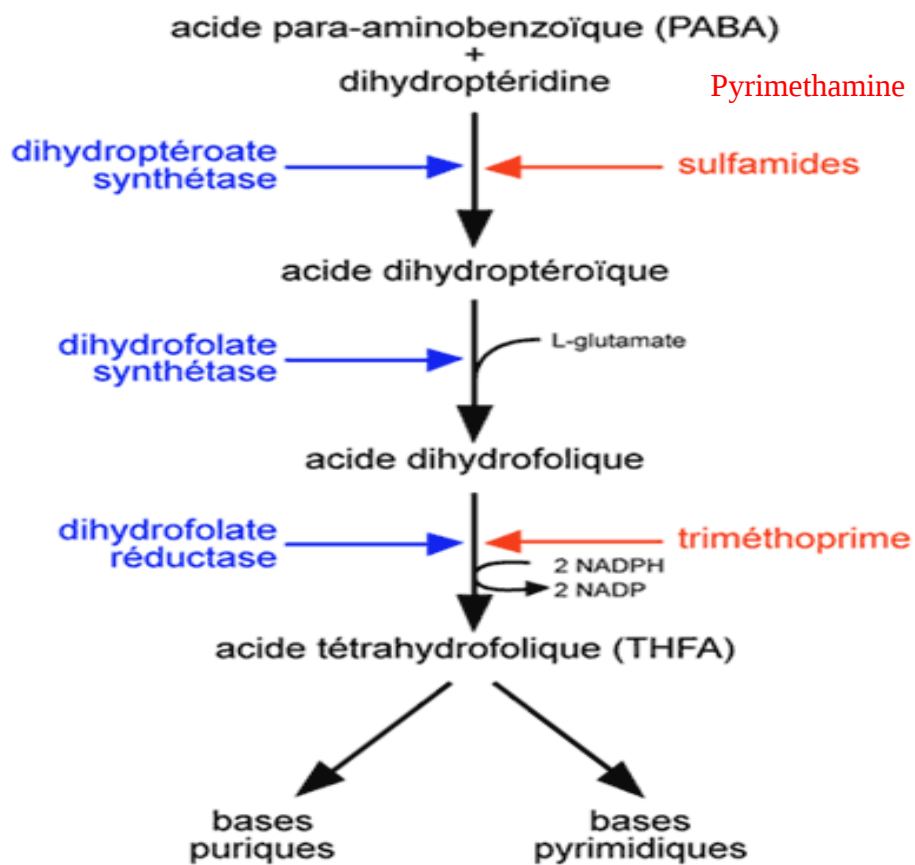 acide para-aminobenzoïque (PABA)
+
dihydroptéridine
Pyrimethamine
dihydroptéroate
synthétase
sulfamides
acide dihydroptéroïque
dihydrofolate
synthétase
L-glutamate
acide dihydrofolique
dihydrofolate
réductase
triméthoprime
2 NADPH
2 NADP
acide tétrahydrofolique (THFA)
bases
puriques
bases
pyrimidiques